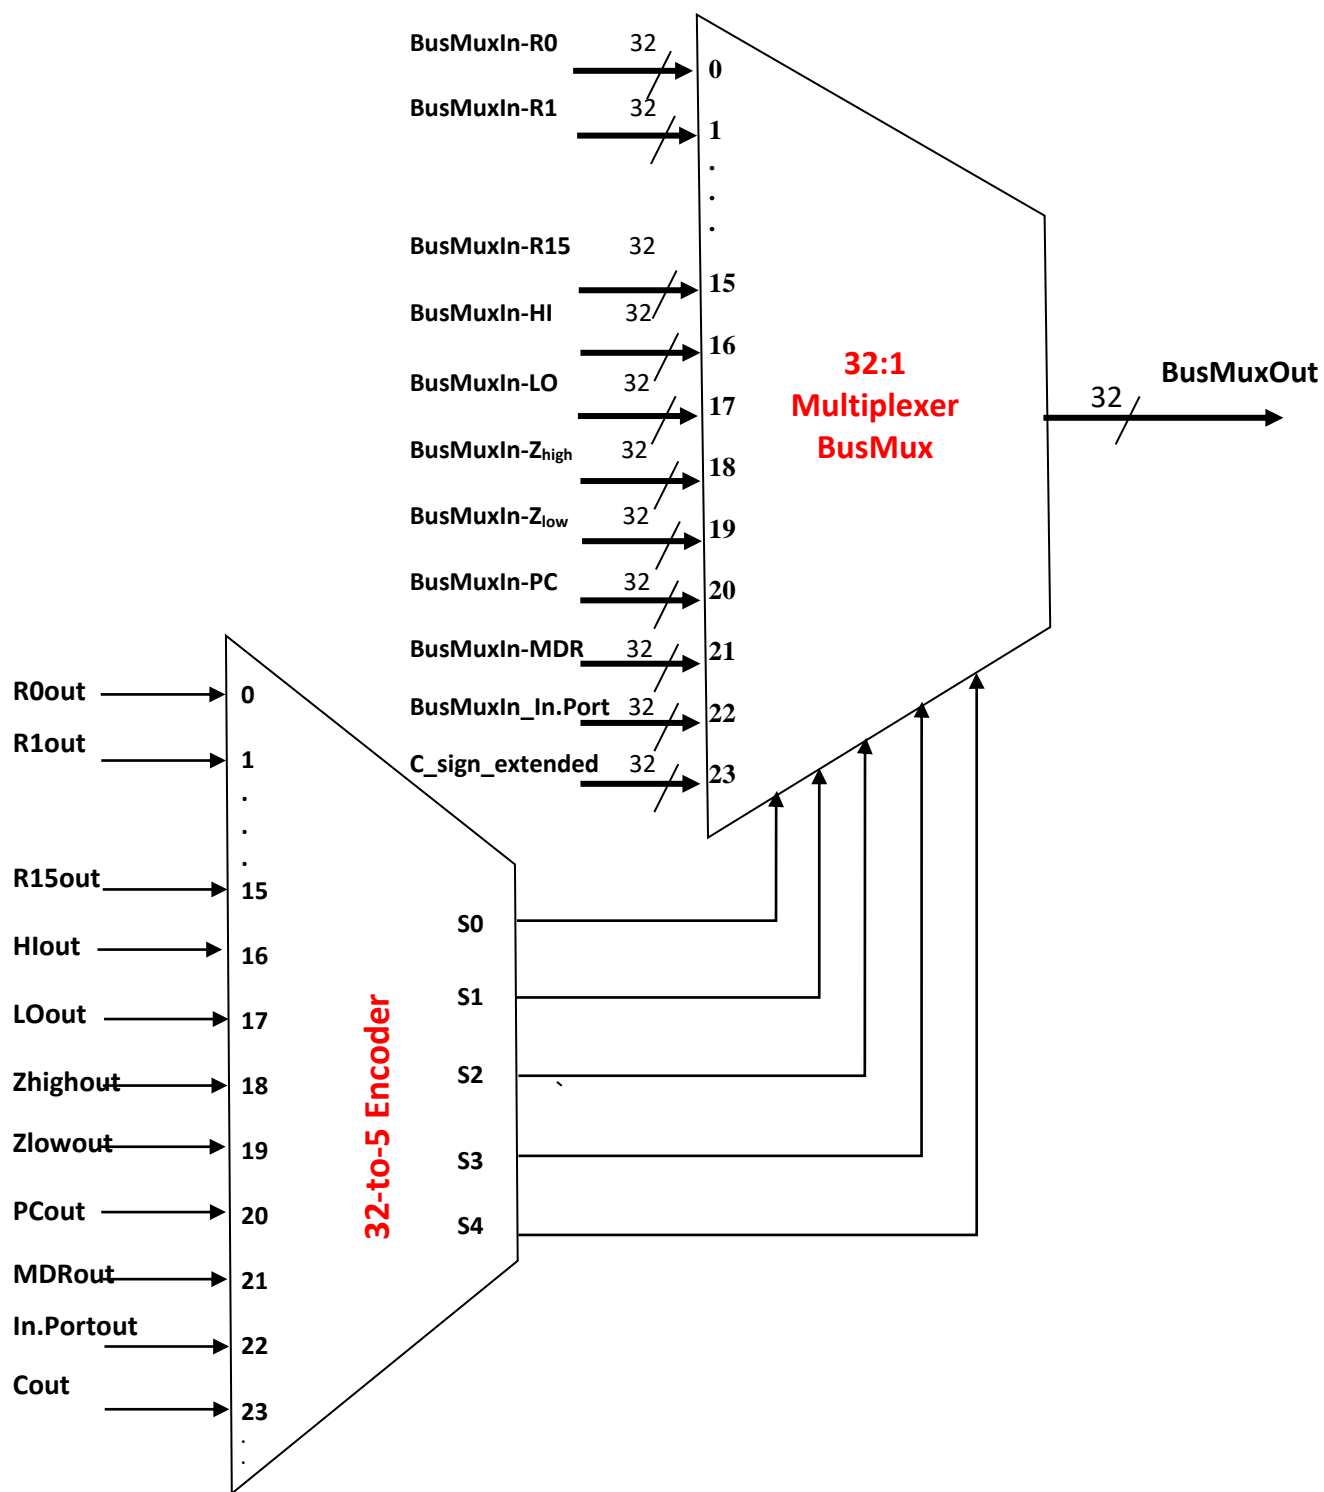 BusMuxIn-R0 32 0
BusMuxIn-R1 32 1
.
.
.
BusMuxIn-R15 32 15
BusMuxIn-HI 32 16
BusMuxIn-LO 32 17
BusMuxIn-Zhigh 32 18
BusMuxIn-Zlow 32 19
BusMuxIn-PC 32 20
BusMuxIn-MDR 32 21
BusMuxIn_In.Port 32 22
C_sign_extended 32 23
32:1
Multiplexer
BusMux
BusMuxOut
32
R0out 0
R1out 1
.
.
.
R15out 15
HIout 16
LOout 17
Zhighout 18
Zlowout 19
PCout 20
MDRout 21
In.Portout 22
Cout 23
.
.
32-to-5 Encoder
S0
S1
S2
S3
S4